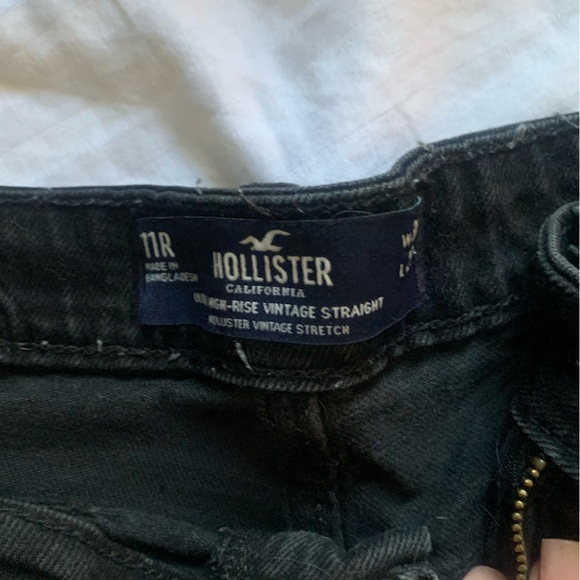 11R
MADE IN
BANGLADESH
HOLLISTER
CALIFORNIA
HIGH-RISE VINTAGE STRAIGHT
HOLLISTER VINTAGE STRETCH